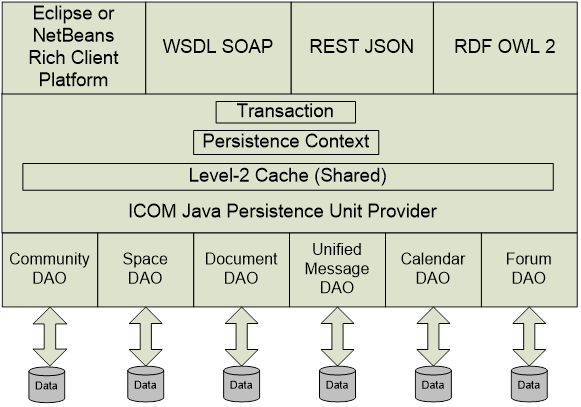 Eclipse or
NetBeans
Rich Client
Platform
WSDL SOAP
REST JSON
RDF OWL 2
Transaction
Persistence Context
Level-2 Cache (Shared)
ICOM Java Persistence Unit Provider
Community
DAO
Space
DAO
Document
DAO
Unified
Message
DAO
Calendar
DAO
Forum
DAO
Data
Data
Data
Data
Data
Data